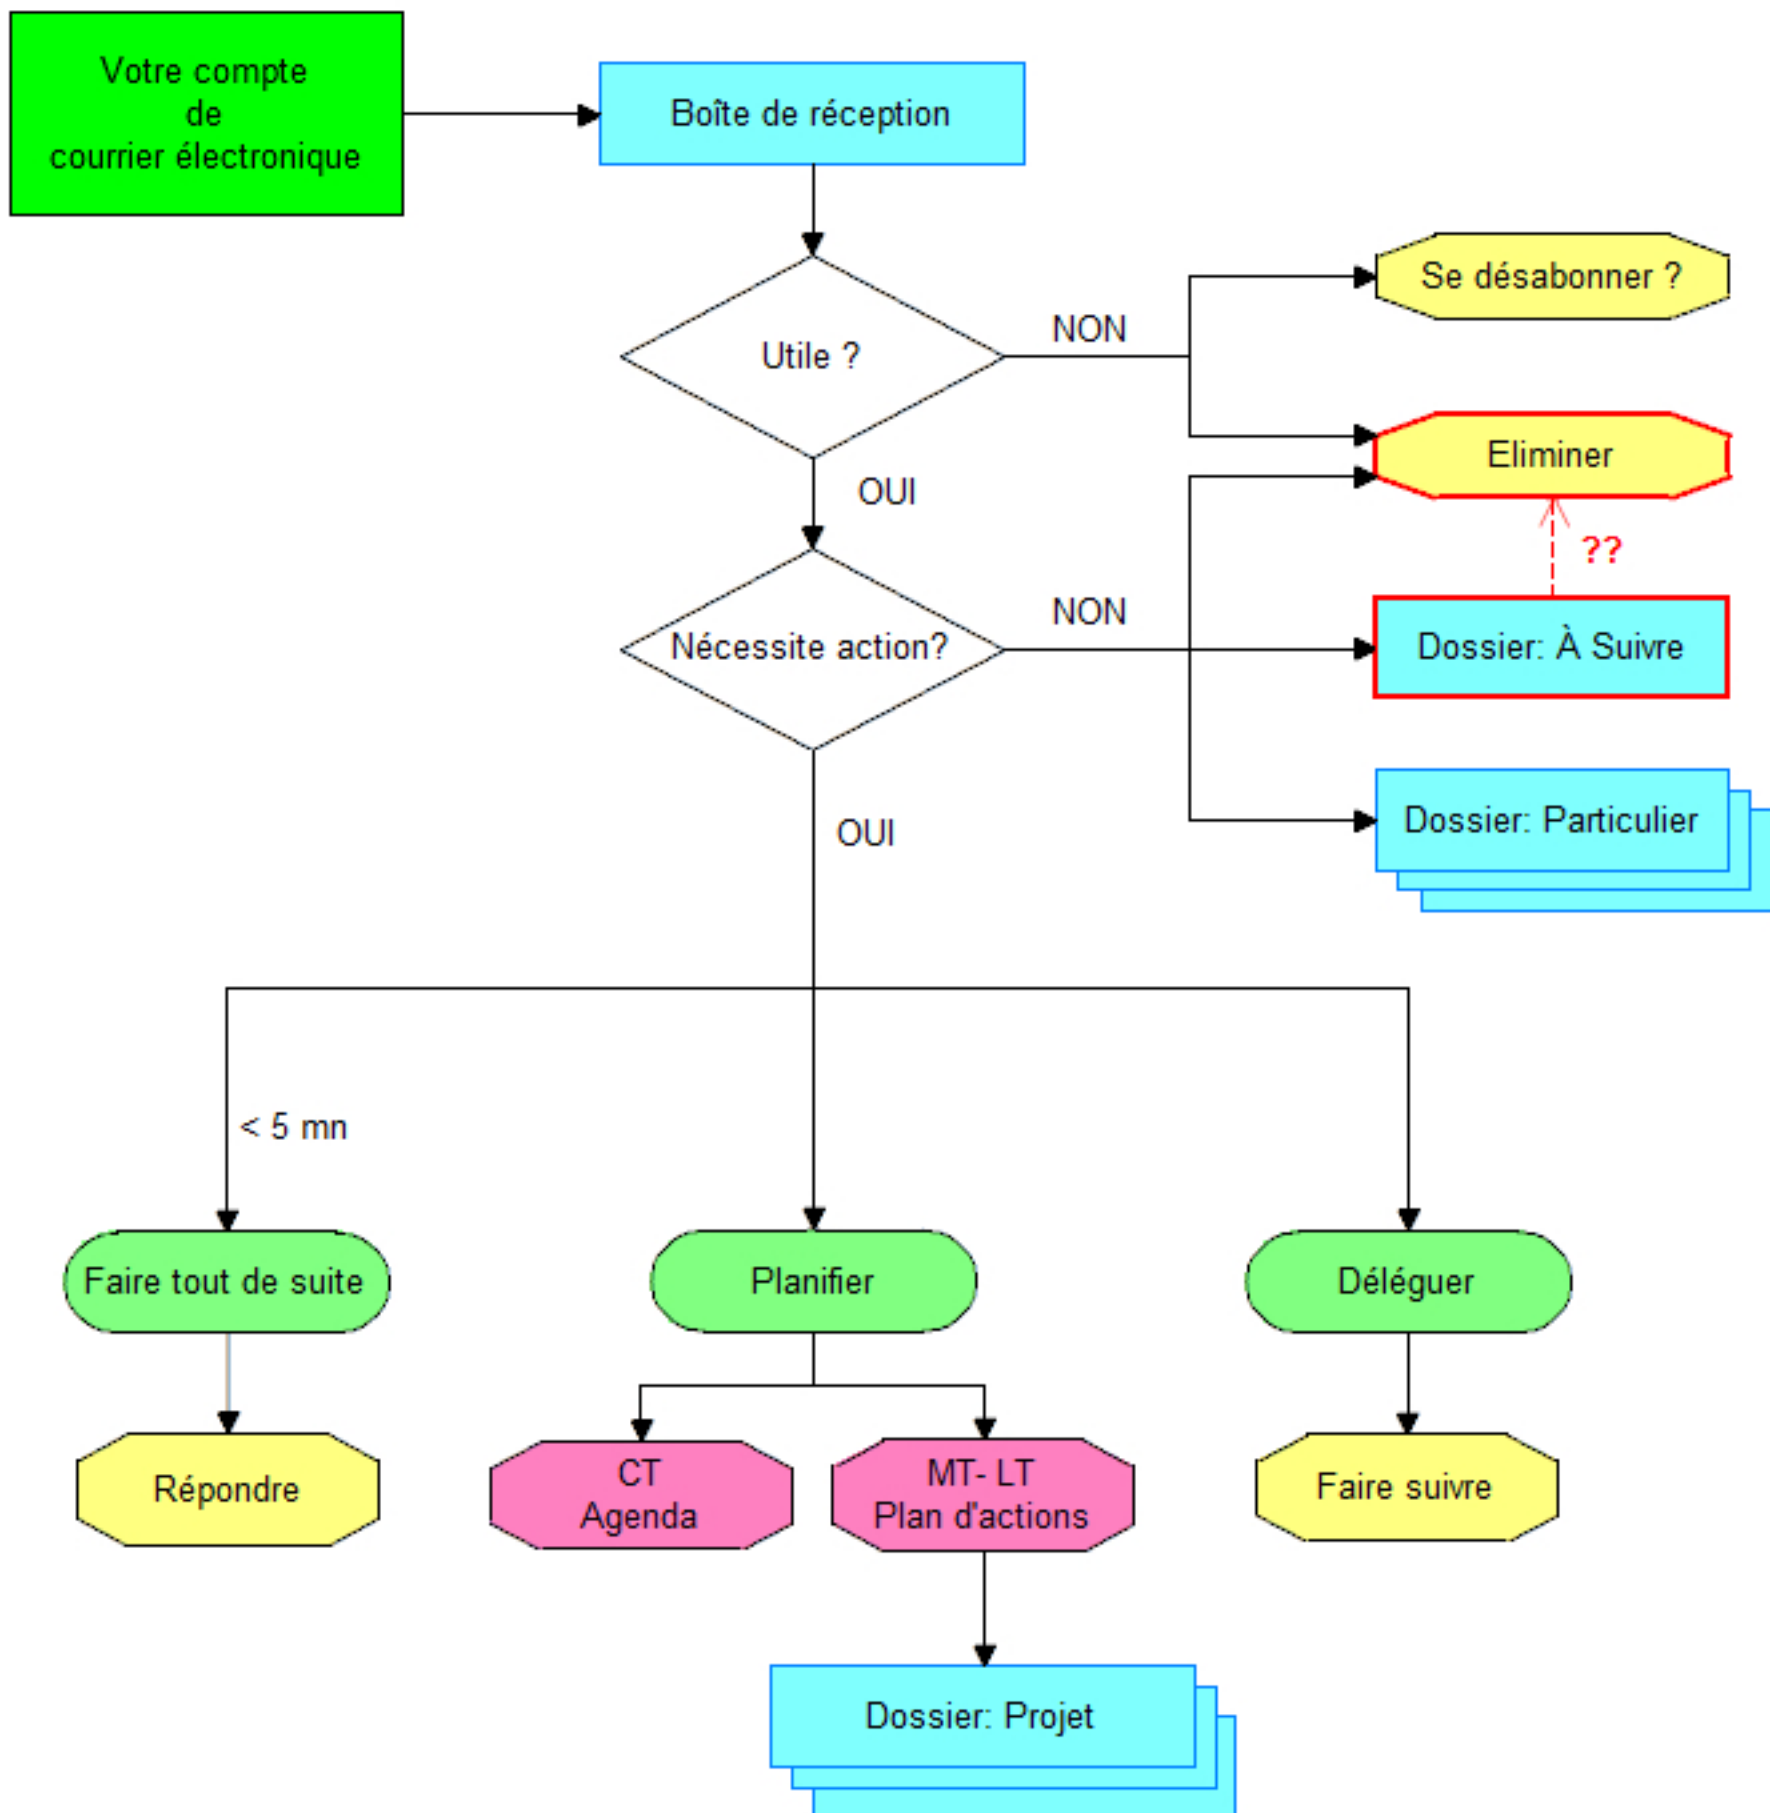 Votre compte
de
courrier électronique
Boîte de réception
Se désabonner ?
NON
Utile ?
Eliminer
OUI
??
NON
Nécessite action?
Dossier: À Suivre
Dossier: Particulier
OUI
< 5 mn
Faire tout de suite
Planifier
Déléguer
Répondre
CT
Agenda
MT- LT
Plan d'actions
Faire suivre
Dossier: Projet